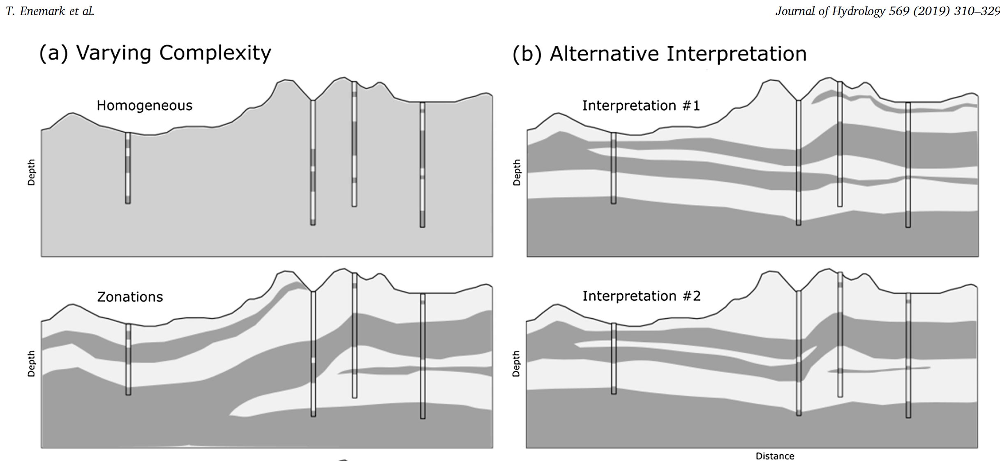 T. Enemark et al.
Journal of Hydrology 569 (2019) 310–329
(a) Varying Complexity
(b) Alternative Interpretation
Homogeneous
Interpretation #1
Depth
Depth
Zonations
Interpretation #2
Depth
Depth
Distance